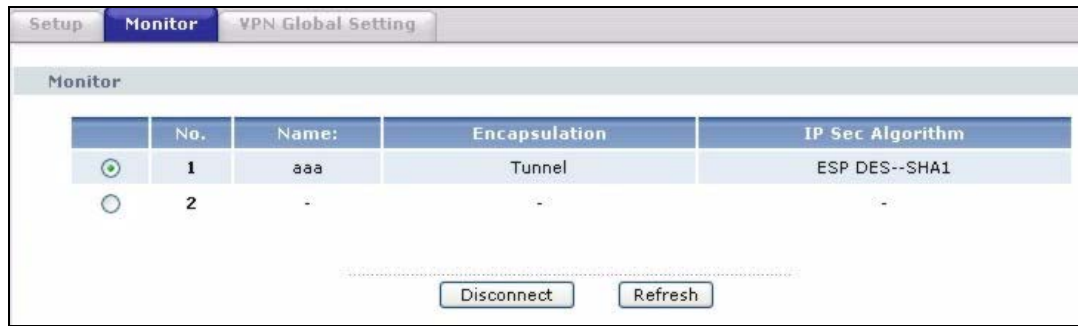 Setup Monitor VPN Global Setting
Monitor
No. Name: Encapsulation IP Sec Algorithm
1 aaa Tunnel ESP DES--SHA1
2 - - -
Disconnect Refresh